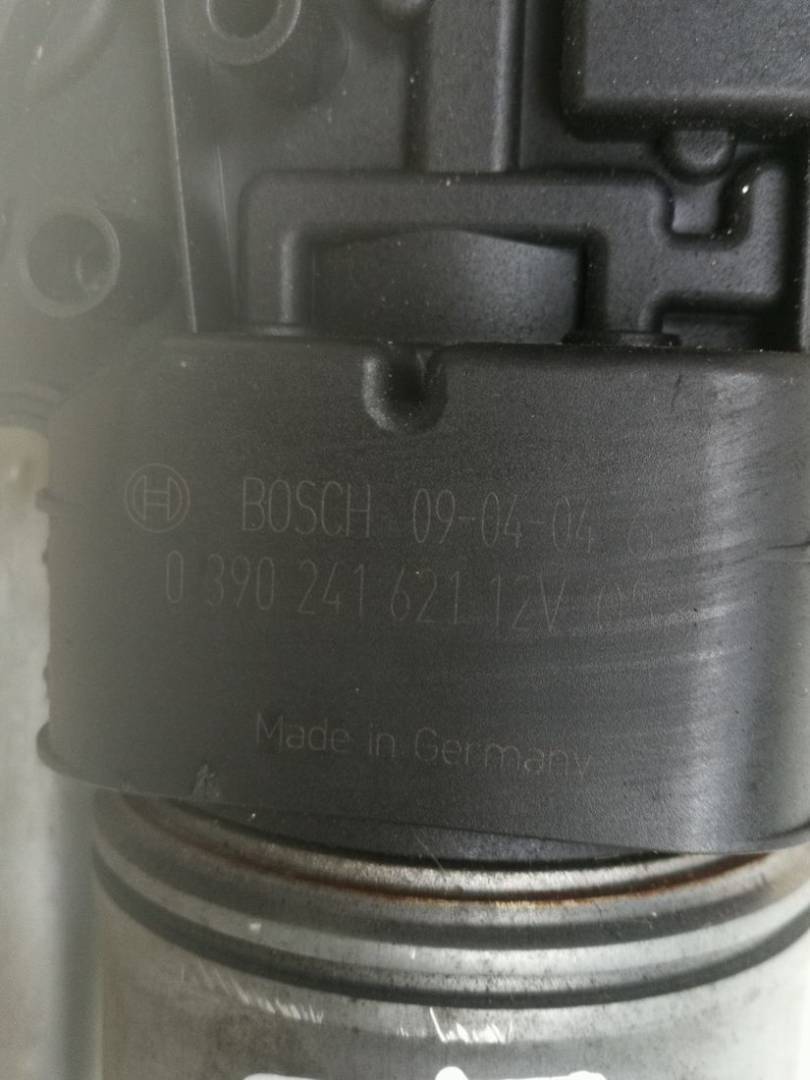 BOSCH 09-04-04
0 390 241 621 12V
Made in Germany